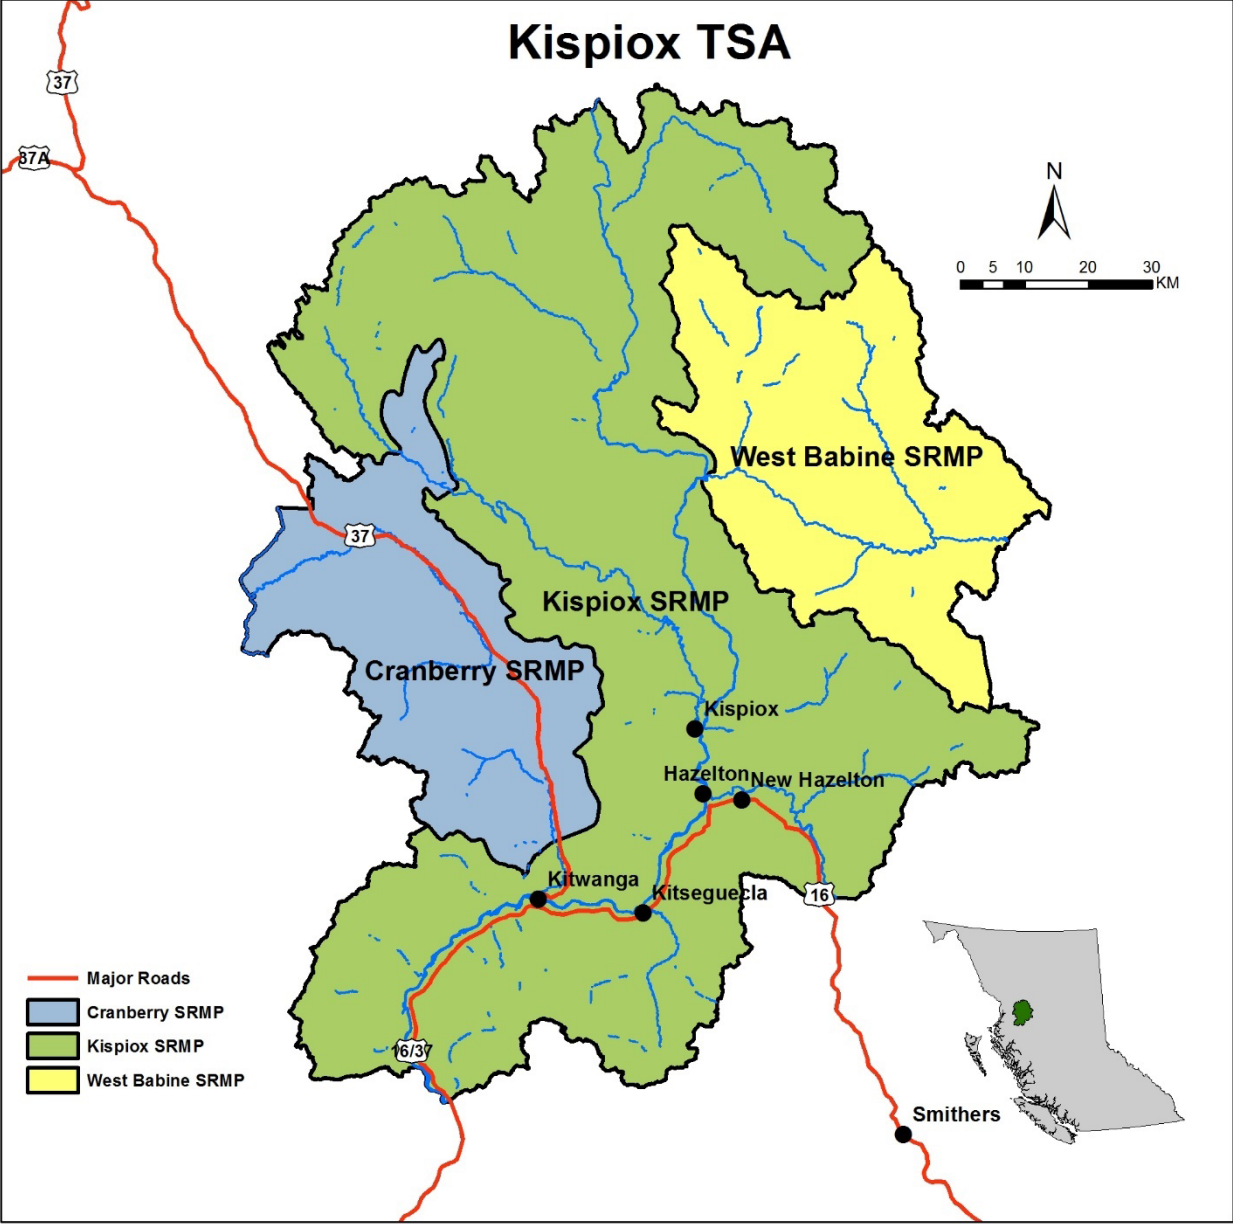 Kispiox TSA
37
37A
N
0 5 10 20 30
KM
West Babine SRMP
37
Kispiox SRMP
Cranberry SRMP
Kispiox
Hazelton
New Hazelton
Kitwanga
Kitseguecla
16
Major Roads
Cranberry SRMP
Kispiox SRMP
West Babine SRMP
16/37
Smithers